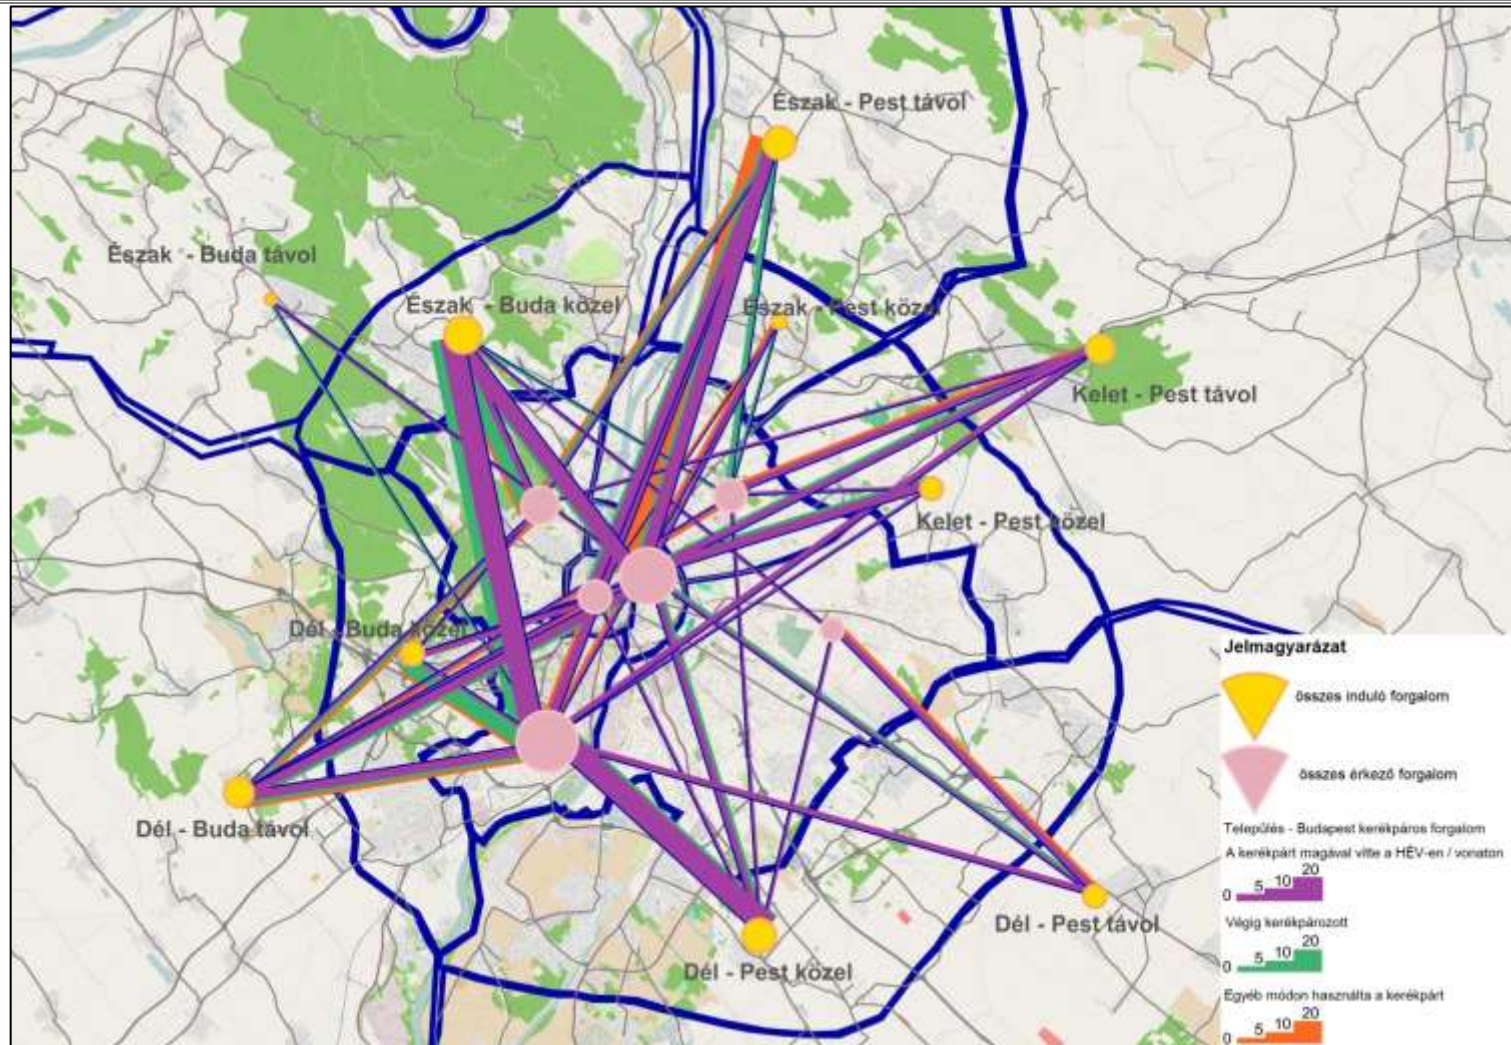 Észak - Pest távol
Észak - Buda távol
Észak - Buda közel
Észak - Pest közel
Kelet - Pest távol
Kelet - Pest közel
Dél - Buda közel
Dél - Buda távol
Dél - Pest távol
Dél - Pest közel
Jelmagyarázat
összes induló forgalom
összes érkező forgalom
Település - Budapest kerékpáros forgalom
A kerékpárt magával vitte a HÉV-en / vonaton
0 5 10 20
Végig kerékpározott
0 5 10 20
Egyéb módon használta a kerékpárt
0 5 10 20